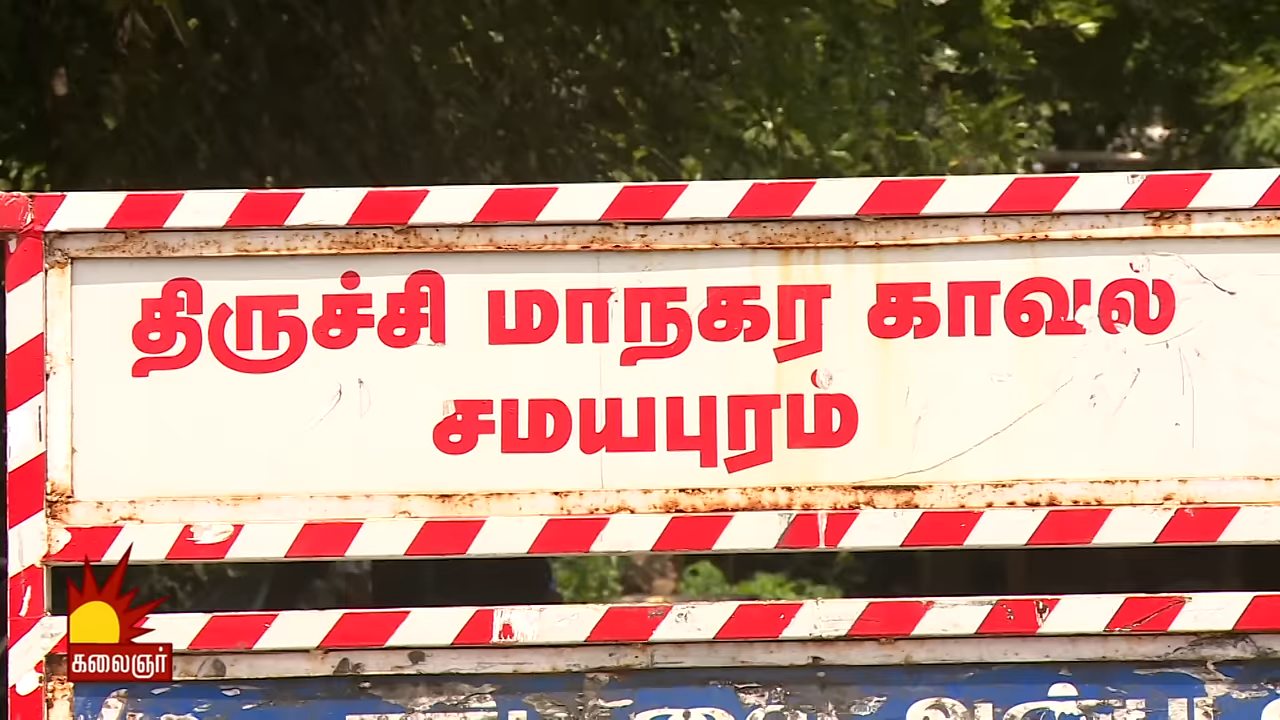 திருச்சி மாநகர காவல
சமயபுரம்
கலைஞர்